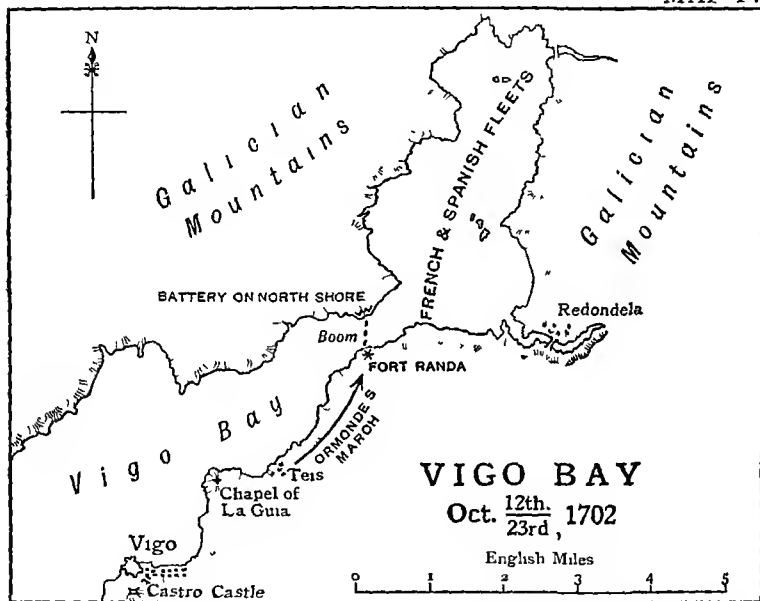 N
Galician
Mountains
Galician
Mountains
FRENCH & SPANISH FLEETS
BATTERY ON NORTH SHORE
Boom
Redondela
FORT RANDA
ORMONDES
MARCH
Vigo Bay
Teis
Chapel of
La Guia
Vigo
Castro Castle
VIGO BAY
Oct. 12th./23rd, 1702
English Miles
0 1 2 3 4 5